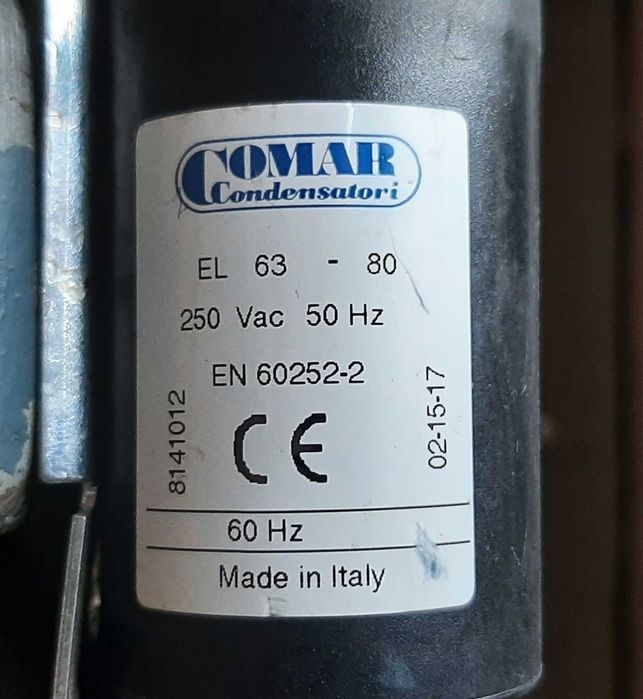 COMAR
Condensatori
EL 63 - 80
250 Vac 50 Hz
EN 60252-2
8141012
CE
02-15-17
60 Hz
Made in Italy